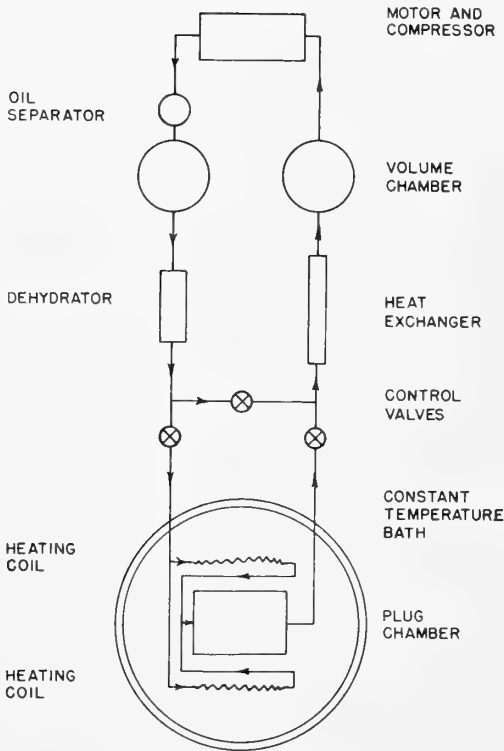 MOTOR AND
COMPRESSOR
OIL
SEPARATOR
VOLUME
CHAMBER
DEHYDRATOR
HEAT
EXCHANGER
CONTROL
VALVES
CONSTANT
TEMPERATURE
BATH
HEATING
COIL
PLUG
CHAMBER
HEATING
COIL